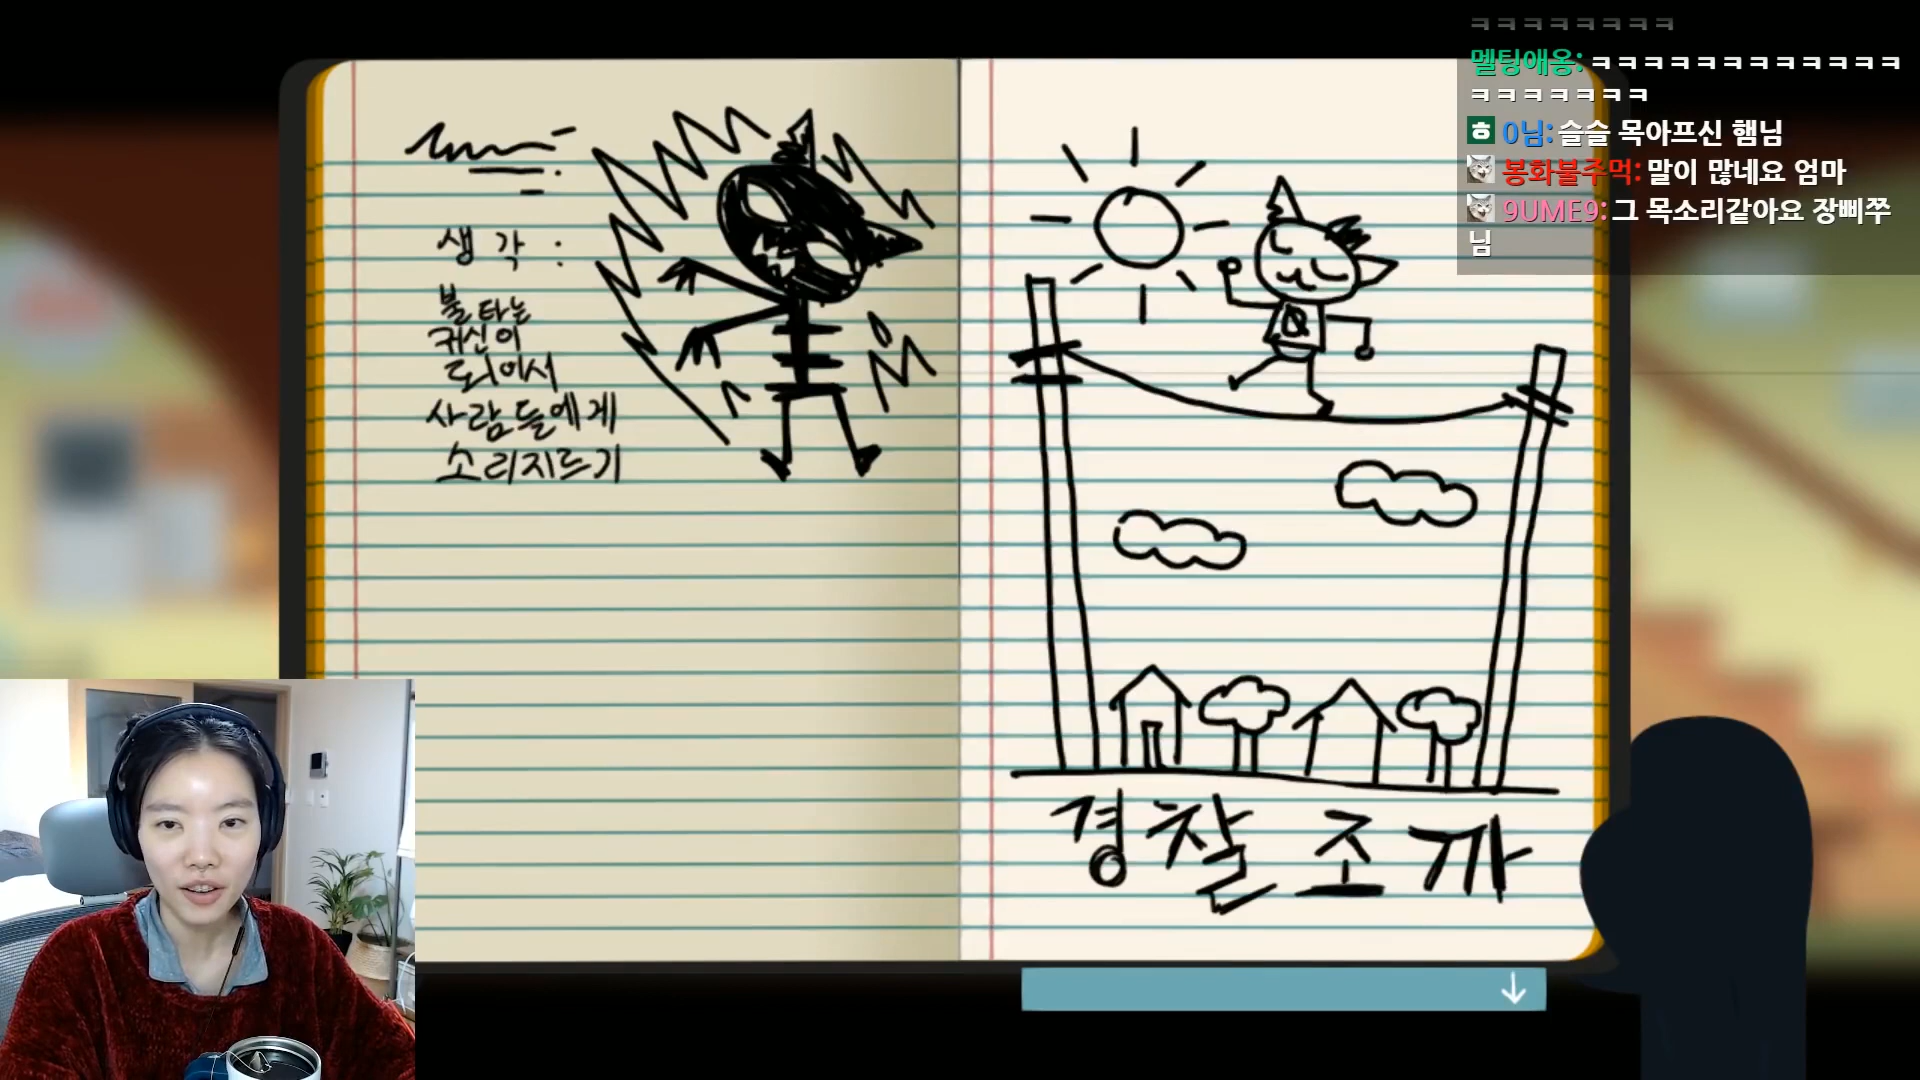 생각:
불타는
귀신이
되어서
사람들에게
소리지르기
경찰조까
ㅋㅋㅋㅋㅋㅋㅋㅋ
멜팅애옹: ㅋㅋㅋㅋㅋㅋㅋㅋㅋㅋㅋㅋ
ㅋㅋㅋㅋㅋㅋㅋ
ㅎ 0님: 슬슬 목아프신 햄님
봉화불주먹: 말이 많네요 엄마
9UME9: 그 목소리같아요 장삐쭈
님